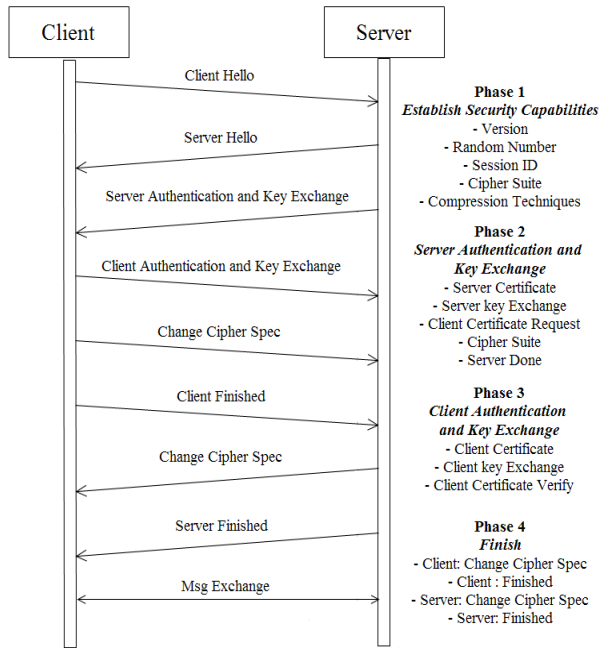 Client
Server
Client Hello
Server Hello
Server Authentication and Key Exchange
Client Authentication and Key Exchange
Change Cipher Spec
Client Finished
Change Cipher Spec
Server Finished
Msg Exchange
Phase 1
Establish Security Capabilities
- Version
- Random Number
- Session ID
- Cipher Suite
- Compression Techniques
Phase 2
Server Authentication and
Key Exchange
- Server Certificate
- Server key Exchange
- Client Certificate Request
- Cipher Suite
- Server Done
Phase 3
Client Authentication
and Key Exchange
- Client Certificate
- Client key Exchange
- Client Certificate Verify
Phase 4
Finish
- Client: Change Cipher Spec
- Client : Finished
- Server: Change Cipher Spec
- Server: Finished